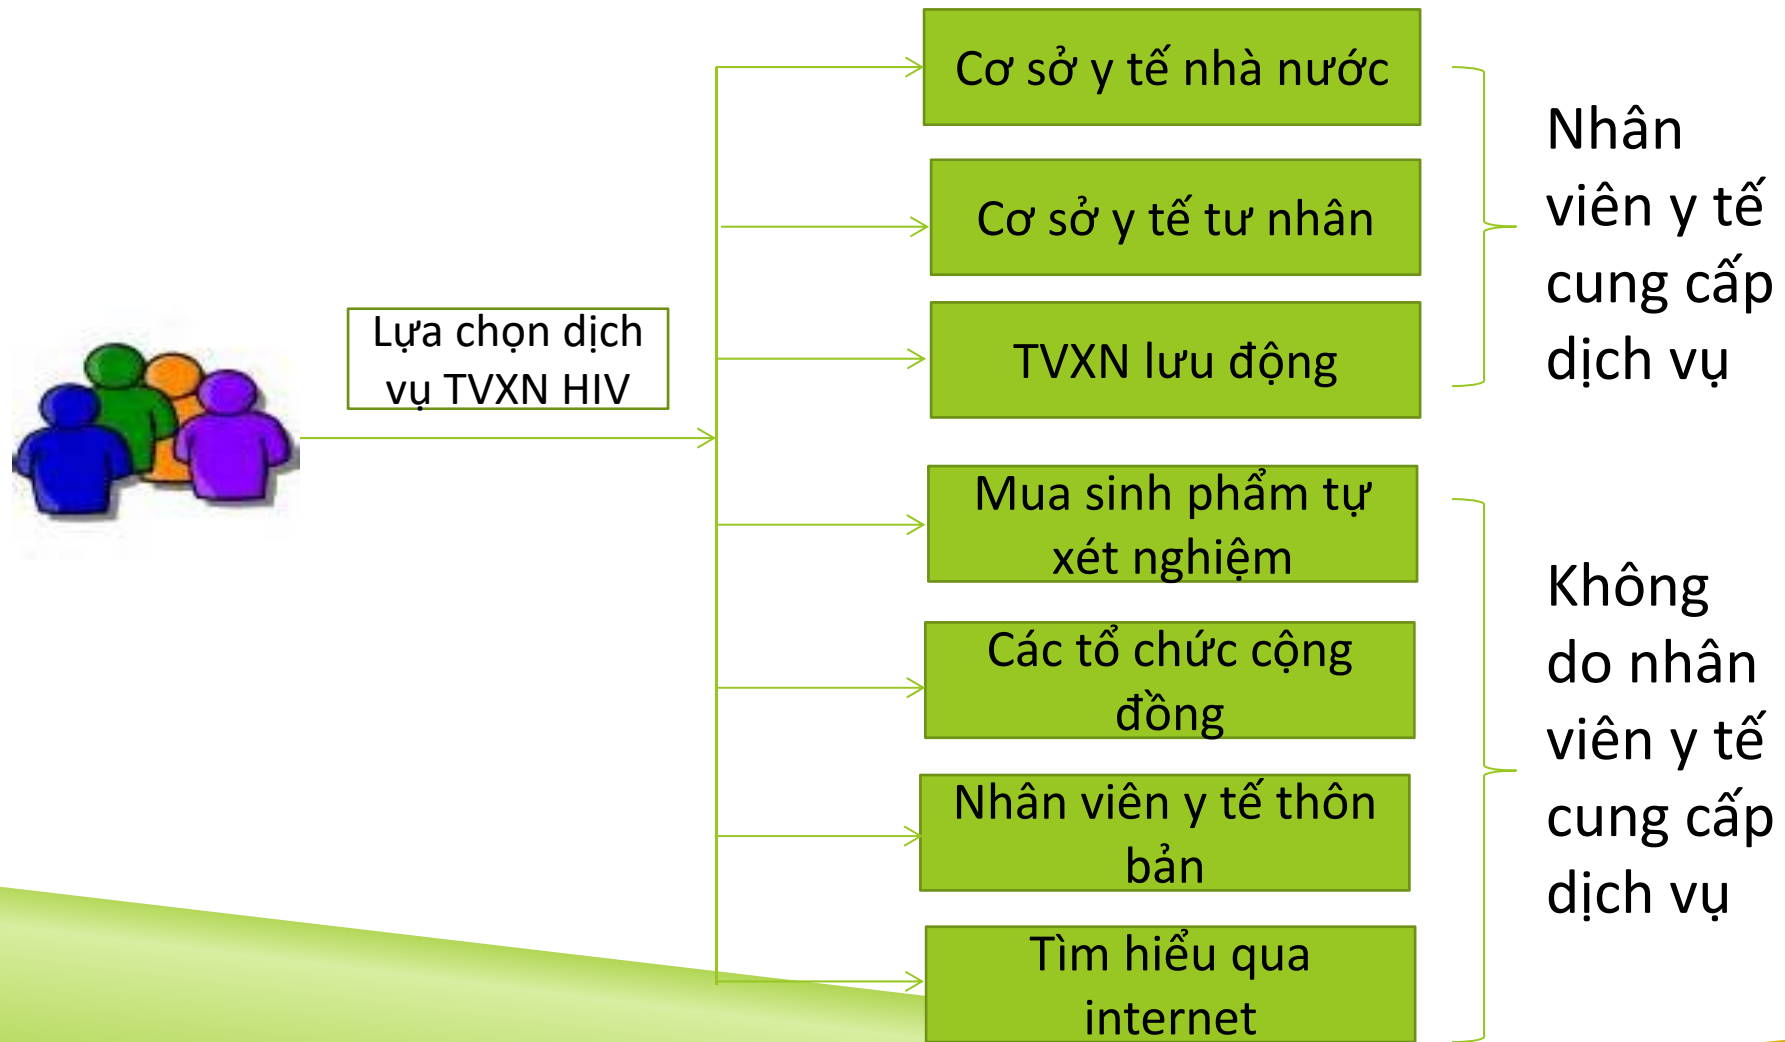 Lựa chọn dịch
vụ TVXN HIV
Cơ sở y tế nhà nước
Cơ sở y tế tư nhân
TVXN lưu động
Mua sinh phẩm tự
xét nghiệm
Các tổ chức cộng
đồng
Nhân viên y tế thôn
bản
Tìm hiểu qua
internet
Nhân
viên y tế
cung cấp
dịch vụ
Không
do nhân
viên y tế
cung cấp
dịch vụ